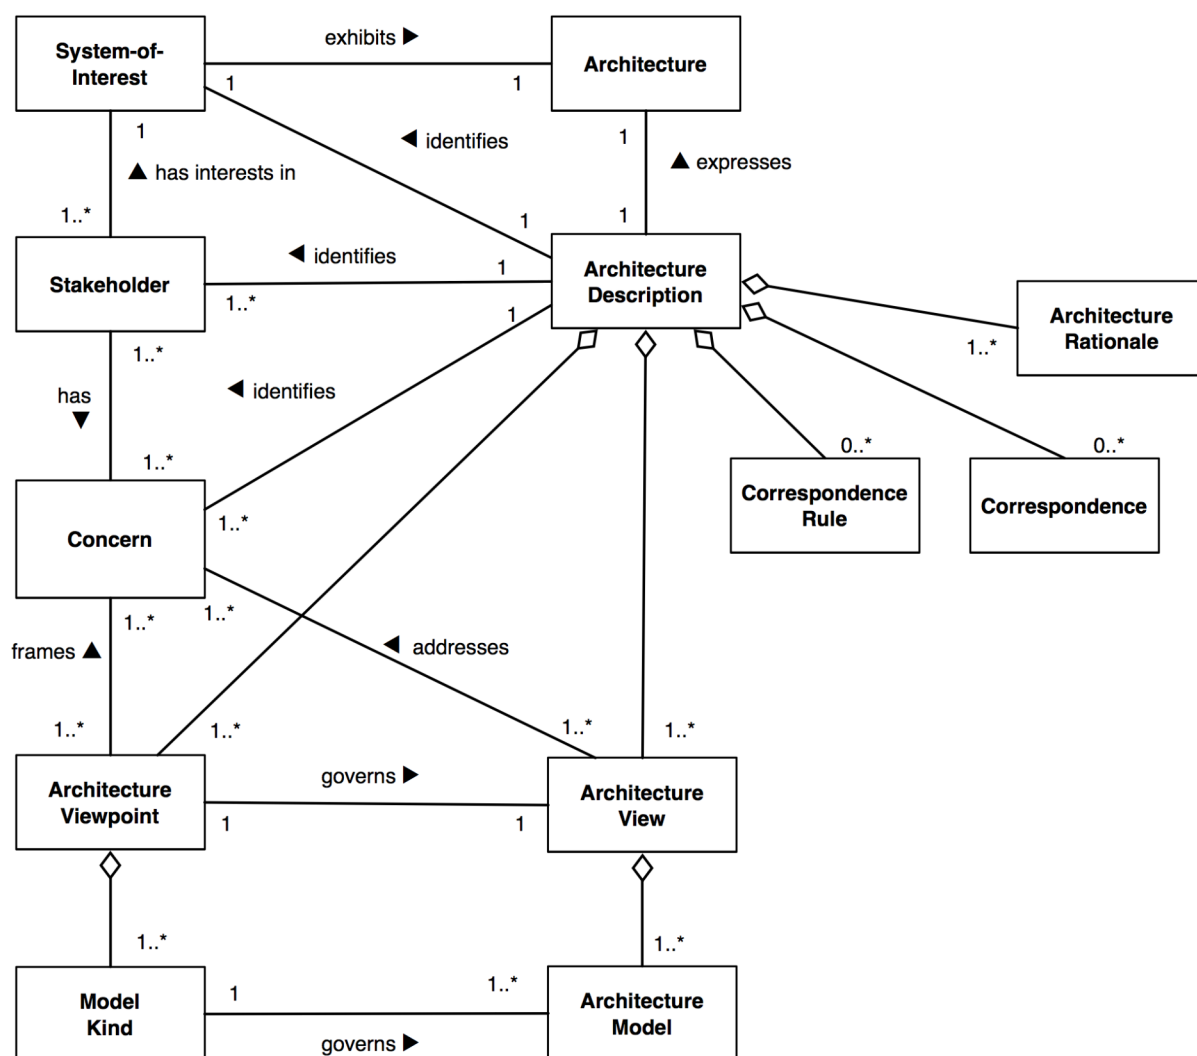 System-of-
Interest
exhibits ▶
Architecture
1
1
1
◀ identifies
1
▲ expresses
▲ has interests in
1..*
1
1
Stakeholder
◀ identifies
1
1..*
Architecture
Description
1..*
has
▼
1
◀ identifies
Architecture
Rationale
1..*
1..*
0..*
0..*
Concern
1..*
Correspondence
Rule
Correspondence
1..*
1..*
frames ▲
◀ addresses
1..*
1..*
1..*
1..*
Architecture
Viewpoint
governs ▶
1
1
Architecture
View
1..*
1..*
Model
Kind
1
1..*
governs ▶
Architecture
Model